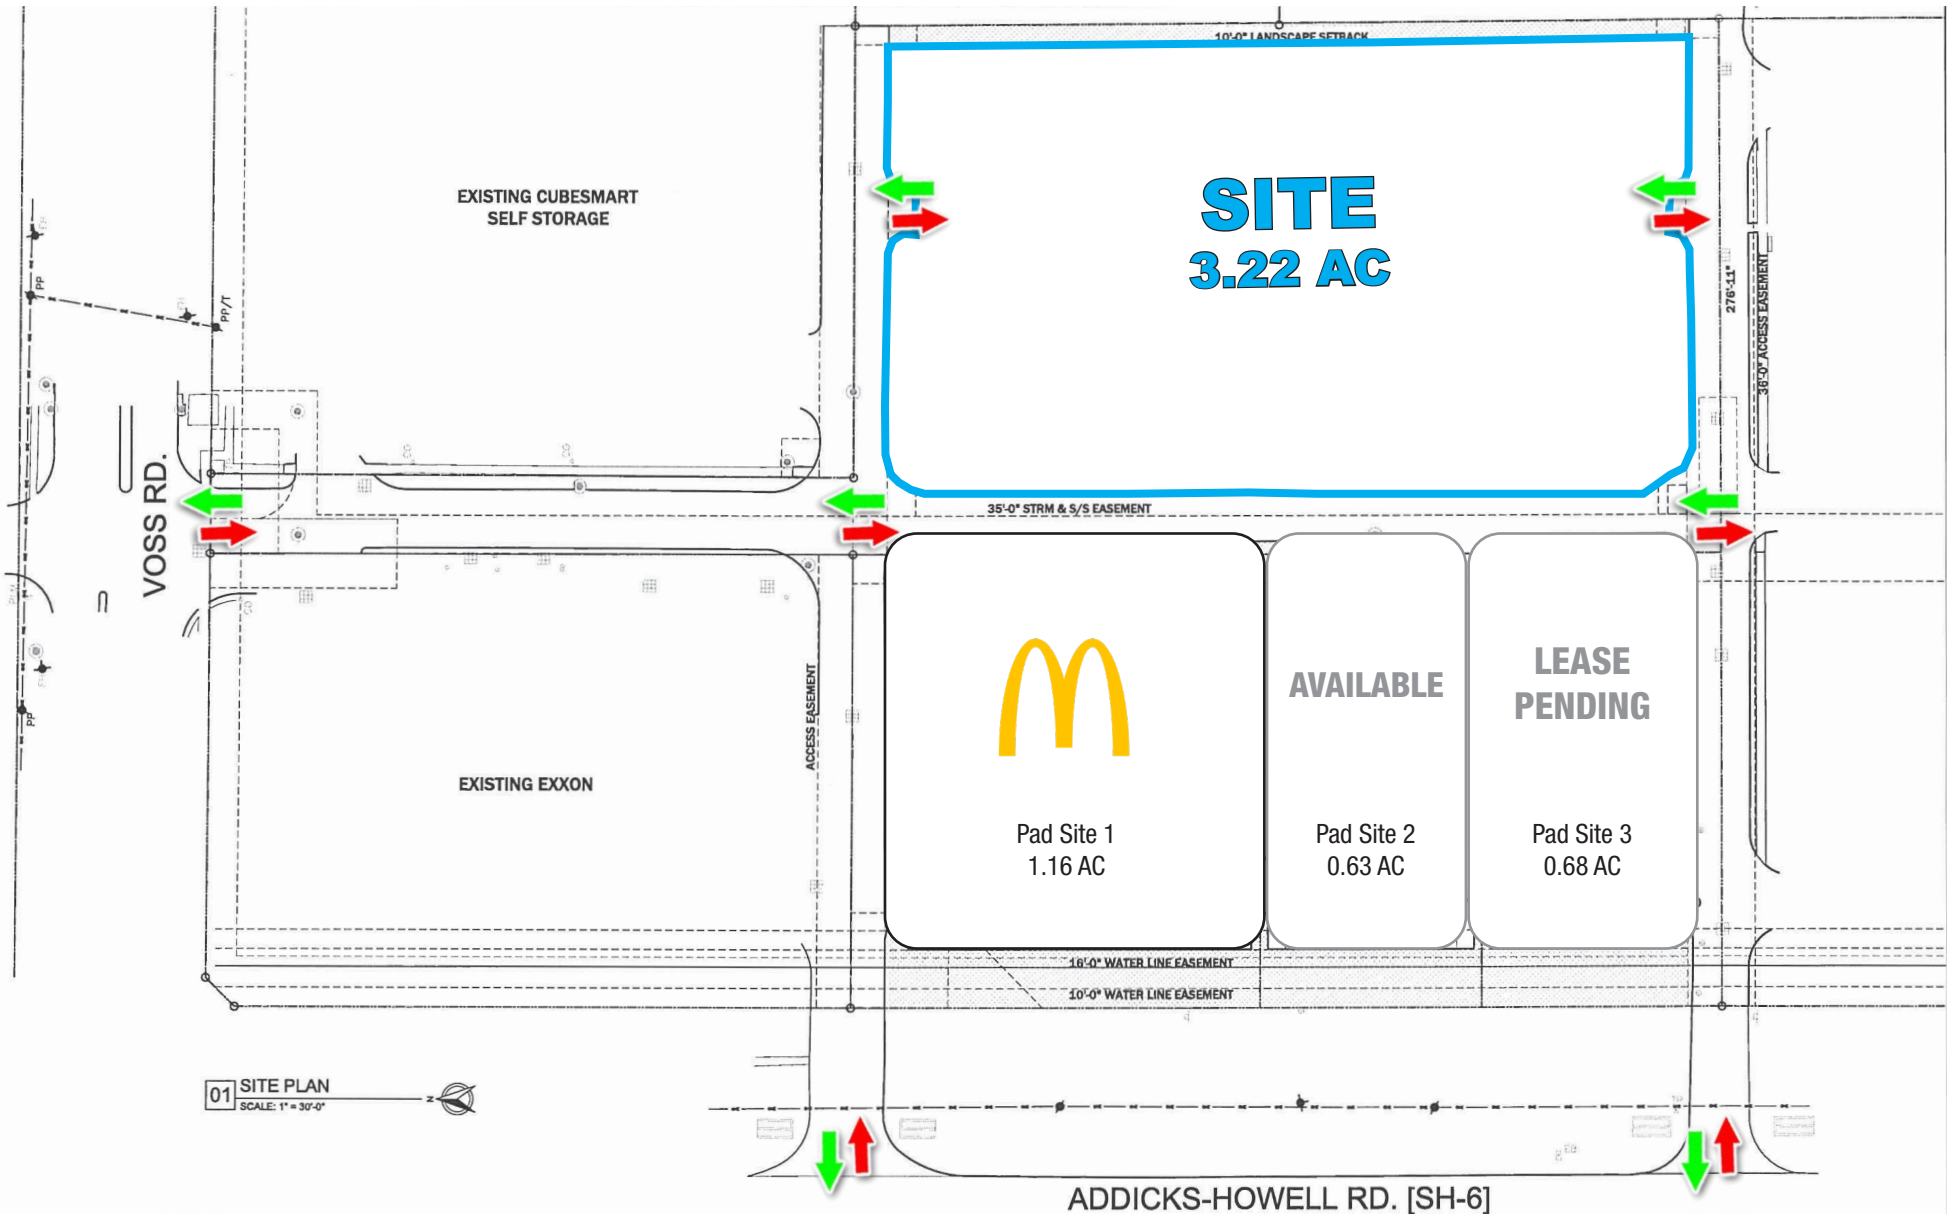 10'-0" LANDSCAPE SETBACK
EXISTING CUBESMART
SELF STORAGE
SITE
3.22 AC
PP
PP/T
276'-11"
36'-0" ACCESS EASEMENT
VOSS RD.
35'-0" STRM & S/S EASEMENT
ACCESS EASEMENT
EXISTING EXXON
PP
AVAILABLE
LEASE
PENDING
Pad Site 1
1.16 AC
Pad Site 2
0.63 AC
Pad Site 3
0.68 AC
16'-0" WATER LINE EASEMENT
10'-0" WATER LINE EASEMENT
01
SITE PLAN
SCALE: 1" = 30'-0"
N
ADDICKS-HOWELL RD. [SH-6]